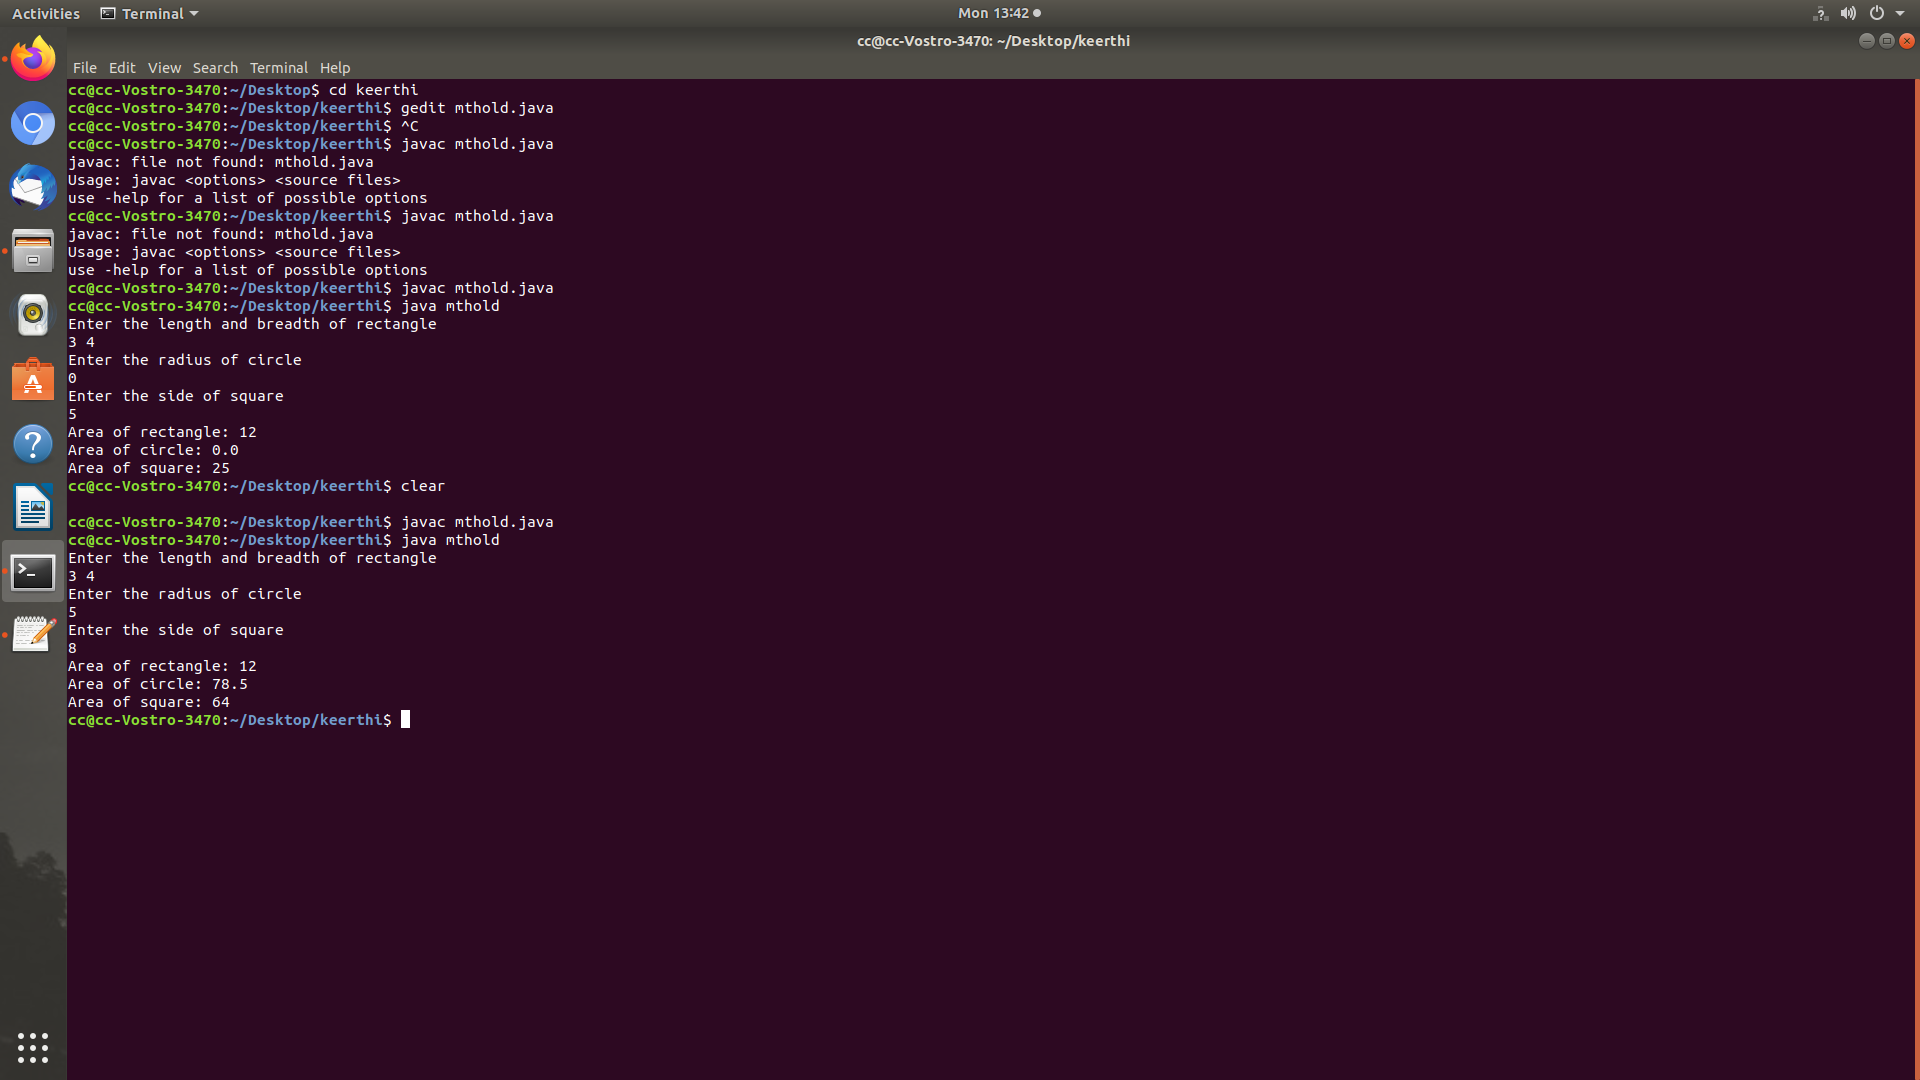 Activities Terminal Mon 13:42
cc@cc-Vostro-3470: ~/Desktop/keerthi
File Edit View Search Terminal Help
cc@cc-Vostro-3470:~/Desktop$ cd keerthi
cc@cc-Vostro-3470:~/Desktop/keerthi$ gedit mthold.java
cc@cc-Vostro-3470:~/Desktop/keerthi$ ^C
cc@cc-Vostro-3470:~/Desktop/keerthi$ javac mthold.java
javac: file not found: mthold.java
Usage: javac <options> <source files>
use -help for a list of possible options
cc@cc-Vostro-3470:~/Desktop/keerthi$ javac mthold.java
javac: file not found: mthold.java
Usage: javac <options> <source files>
use -help for a list of possible options
cc@cc-Vostro-3470:~/Desktop/keerthi$ javac mthold.java
cc@cc-Vostro-3470:~/Desktop/keerthi$ java mthold
Enter the length and breadth of rectangle
3 4
Enter the radius of circle
0
Enter the side of square
5
Area of rectangle: 12
Area of circle: 0.0
Area of square: 25
cc@cc-Vostro-3470:~/Desktop/keerthi$ clear
cc@cc-Vostro-3470:~/Desktop/keerthi$ javac mthold.java
cc@cc-Vostro-3470:~/Desktop/keerthi$ java mthold
Enter the length and breadth of rectangle
3 4
Enter the radius of circle
5
Enter the side of square
8
Area of rectangle: 12
Area of circle: 78.5
Area of square: 64
cc@cc-Vostro-3470:~/Desktop/keerthi$